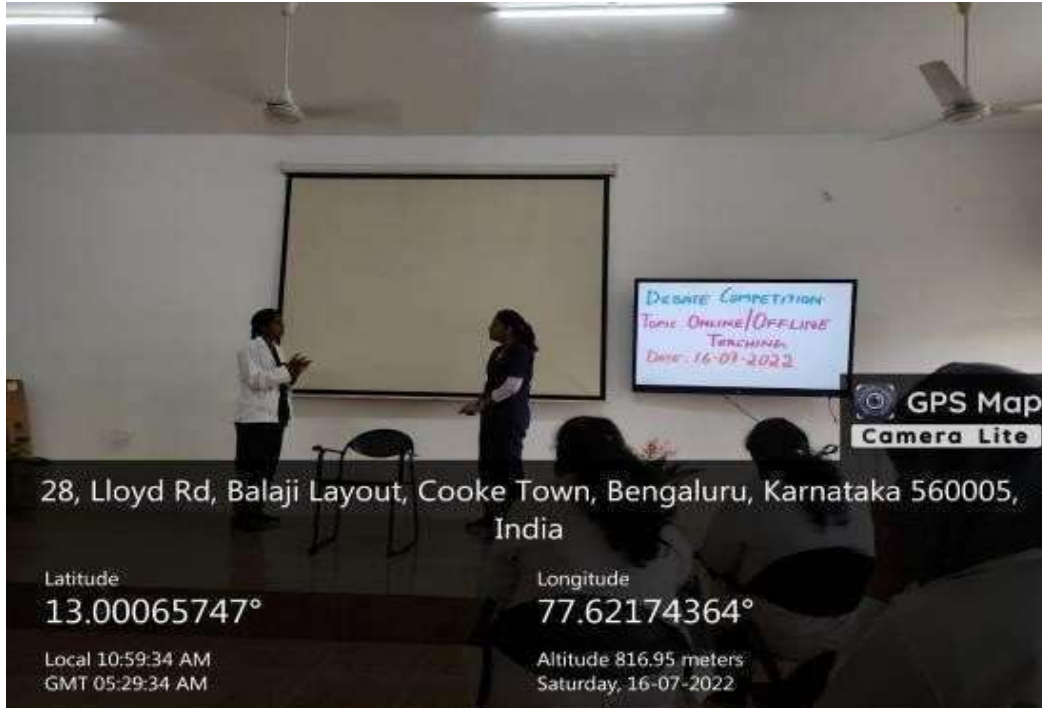 DEBATE COMPETITION
TOPIC: ONLINE/OFFLINE
TEACHING
DATE: 16-07-2022
GPS Map
Camera Lite
28, Lloyd Rd, Balaji Layout, Cooke Town, Bengaluru, Karnataka 560005,
India
Latitude
13.00065747°
Longitude
77.62174364°
Local 10:59:34 AM
GMT 05:29:34 AM
Altitude 816.95 meters
Saturday, 16-07-2022